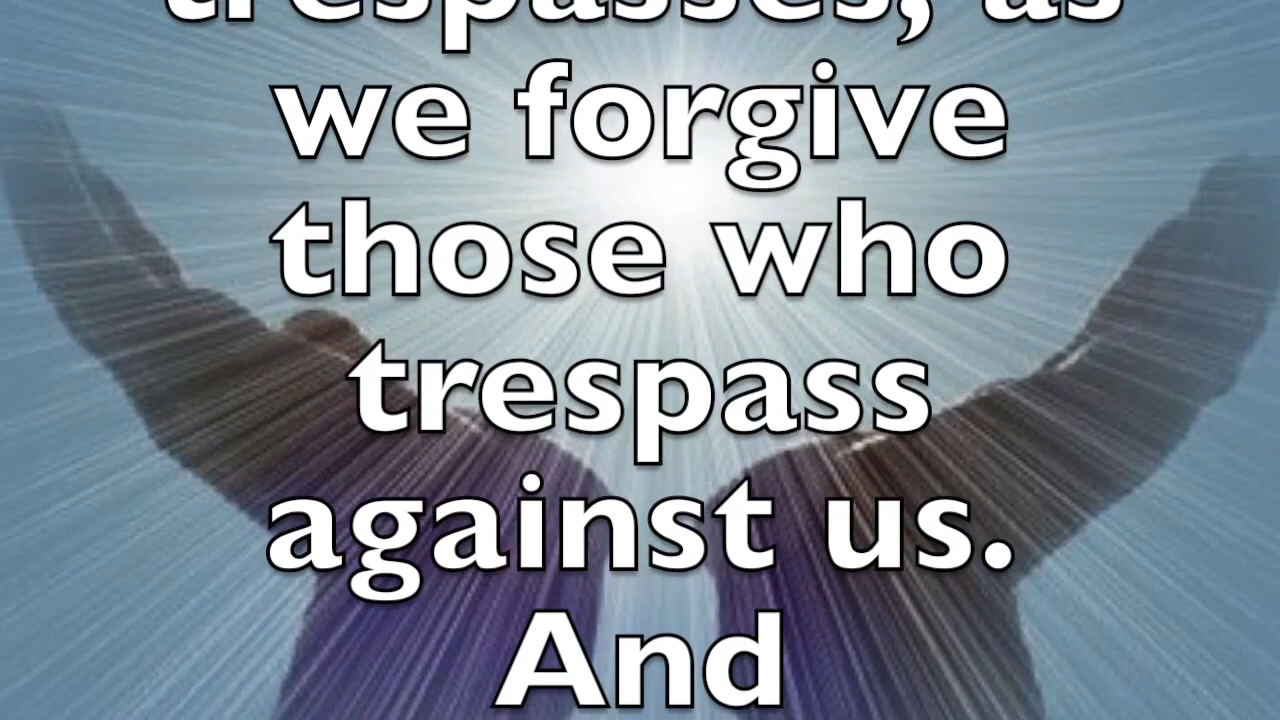 trespasses, as
we forgive
those who
trespass
against us.
And